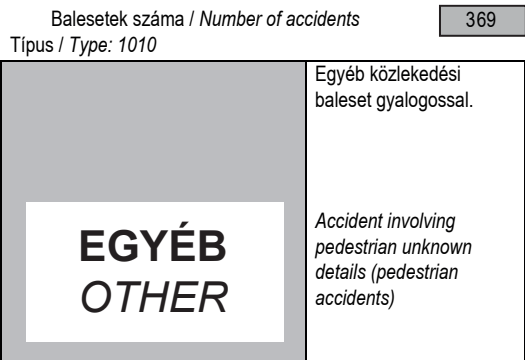 Balesetek száma / Number of accidents 369
Típus / Type: 1010
Egyéb közlekedési
baleset gyalogossal.
EGYÉB
OTHER
Accident involving
pedestrian unknown
details (pedestrian
accidents)